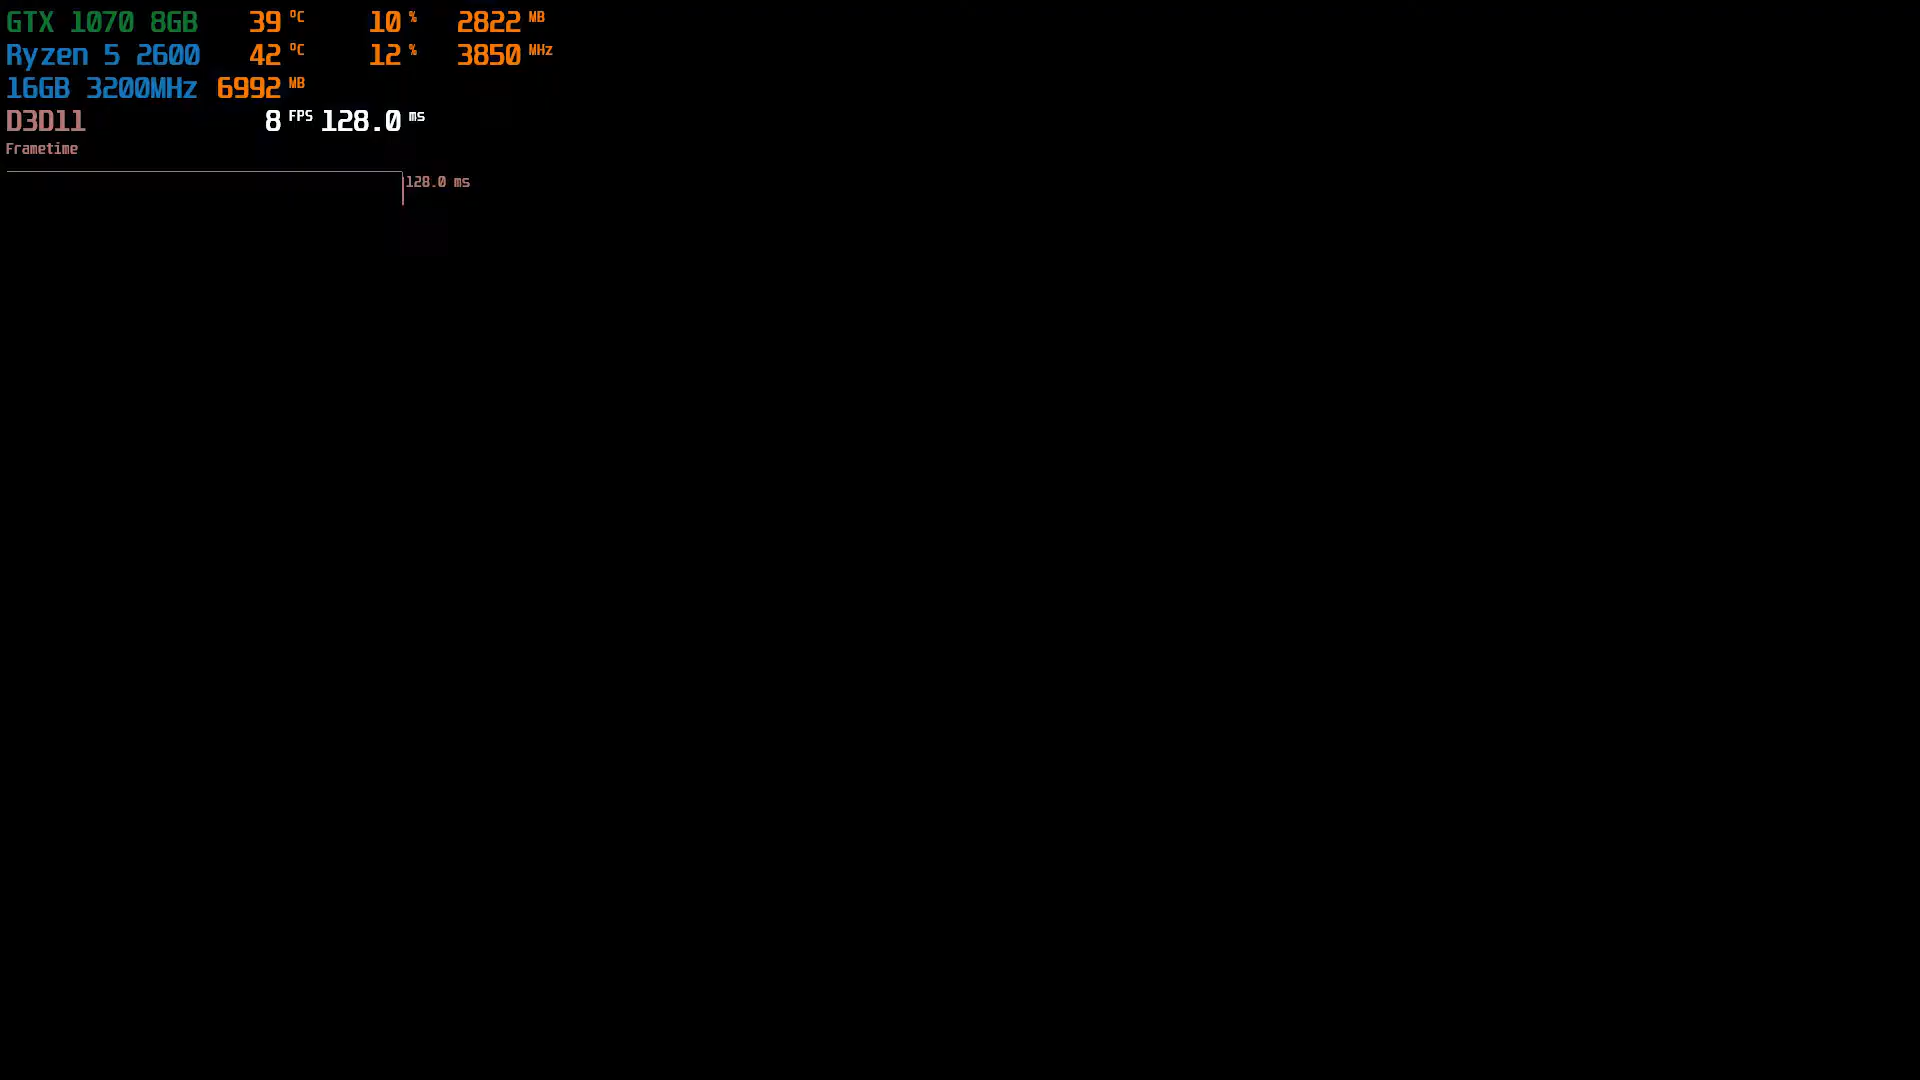 GTX 1070 8GB 39 °C 10 % 2822 MB
Ryzen 5 2600 42 °C 12 % 3850 MHz
16GB 3200MHz 6992 MB
D3D11 8 FPS 128.0 ms
Frametime
128.0 ms